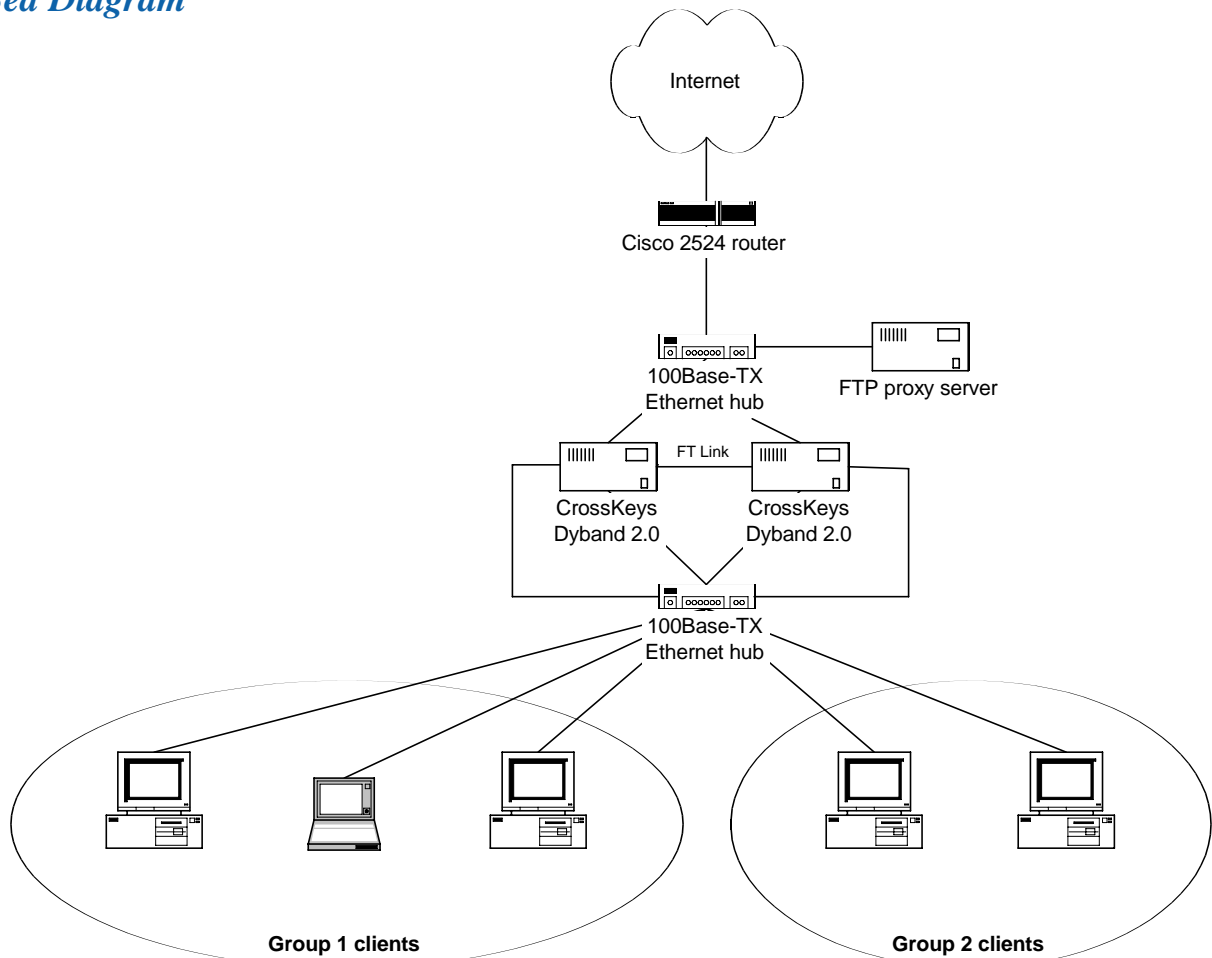 Diagram
Internet
Cisco 2524 router
100Base-TX
Ethernet hub
FTP proxy server
FT Link
CrossKeys
Dyband 2.0
CrossKeys
Dyband 2.0
100Base-TX
Ethernet hub
Group 1 clients
Group 2 clients